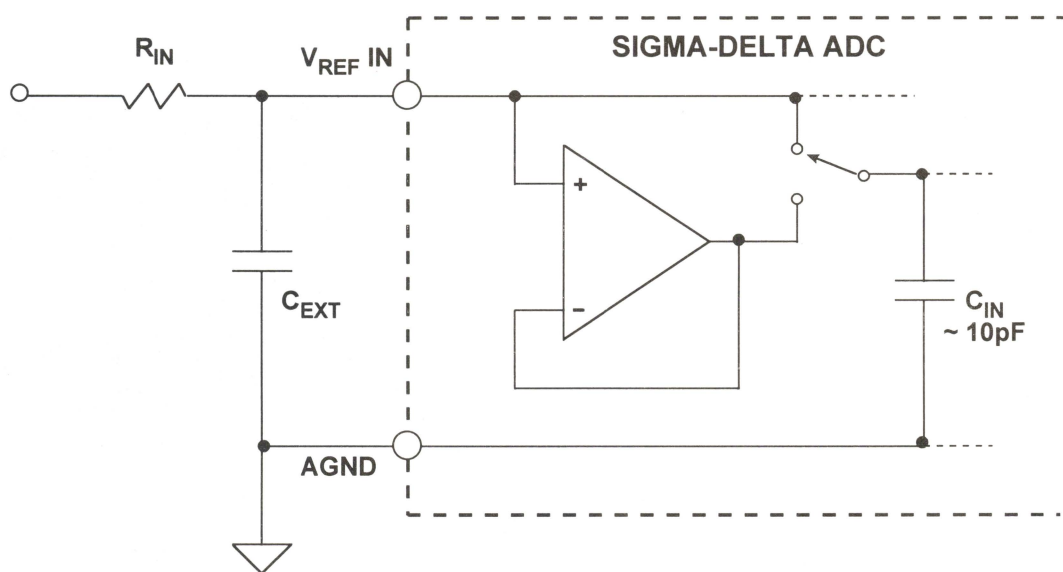 SIGMA-DELTA ADC
R_IN
V_REF IN
+
−
C_EXT
C_IN
~ 10pF
AGND